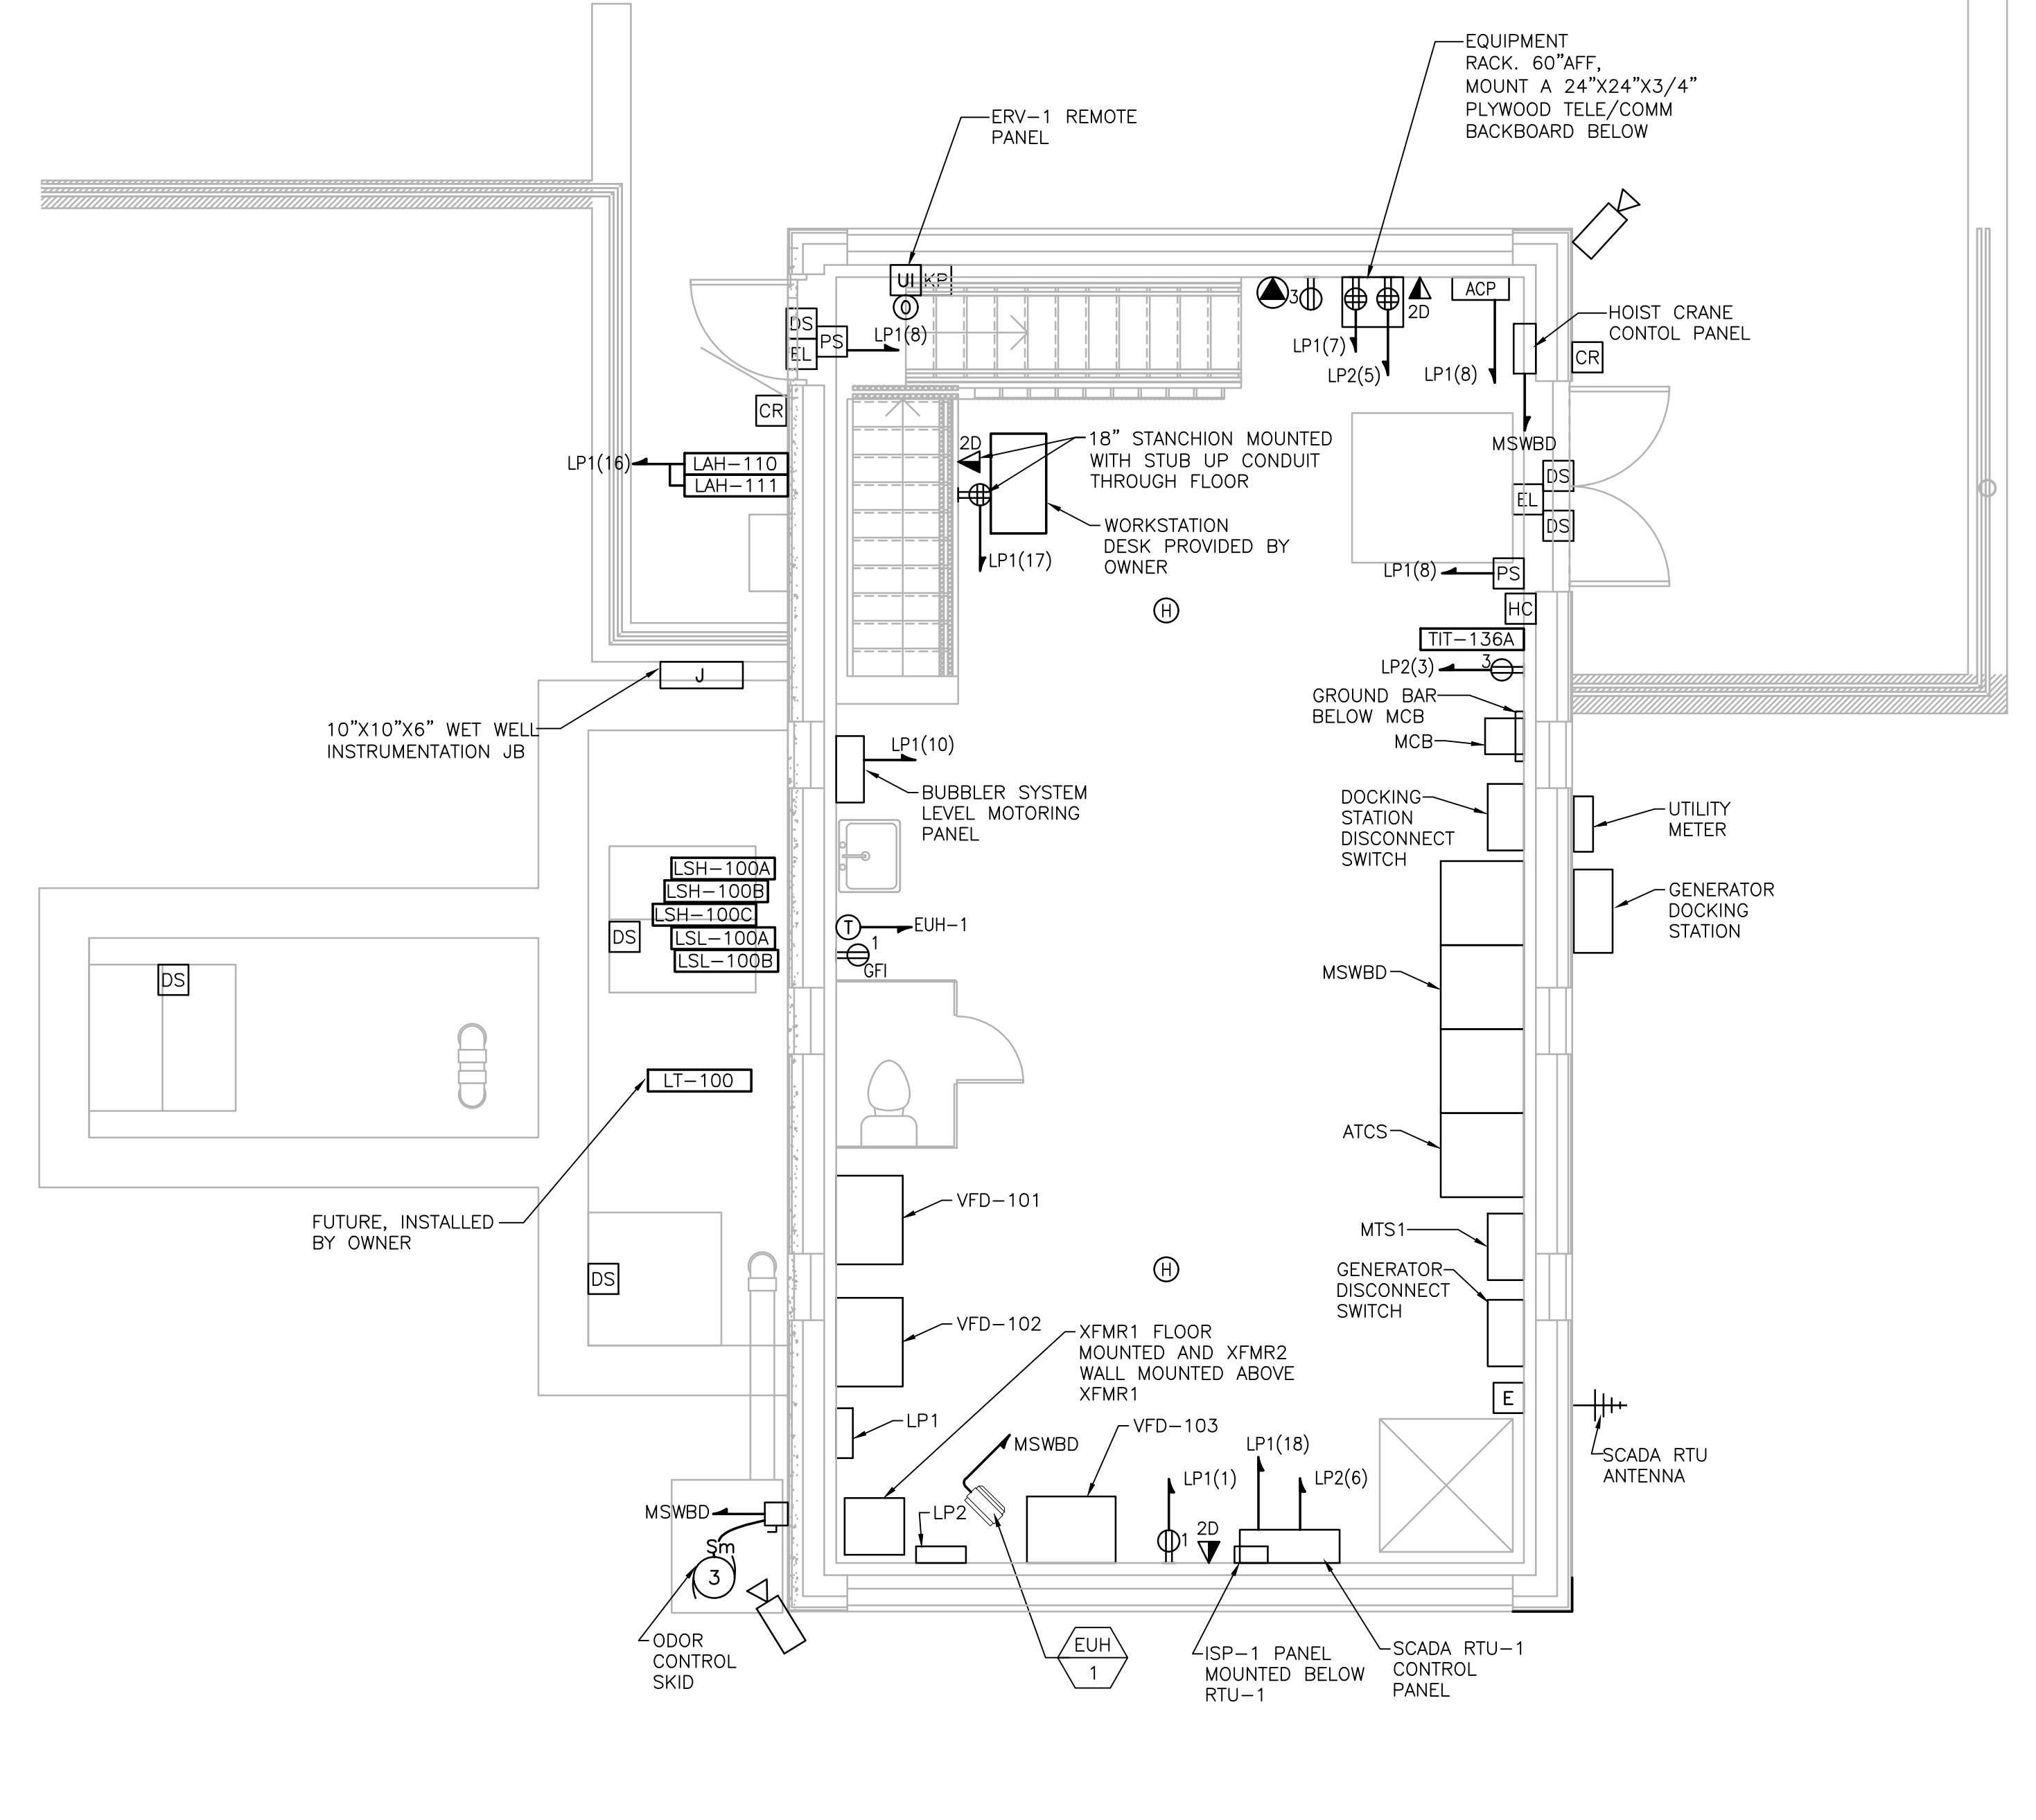 EQUIPMENT
RACK. 60"AFF,
MOUNT A 24"X24"X3/4"
PLYWOOD TELE/COMM
BACKBOARD BELOW
ERV-1 REMOTE
PANEL
UI
KP
O
3
2D
ACP
DS
PS
EL
LP1(8)
LP1(7)
LP2(5)
LP1(8)
HOIST CRANE
CONTOL PANEL
CR
CR
MSWBD
LP1(16)
LAH-110
LAH-111
2D
18" STANCHION MOUNTED
WITH STUB UP CONDUIT
THROUGH FLOOR
WORKSTATION
DESK PROVIDED BY
OWNER
LP1(17)
DS
EL
DS
LP1(8)
PS
H
HC
TIT-136A
LP2(3)
3
J
10"X10"X6" WET WELL
INSTRUMENTATION JB
GROUND BAR
BELOW MCB
MCB
LP1(10)
BUBBLER SYSTEM
LEVEL MOTORING
PANEL
DOCKING
STATION
DISCONNECT
SWITCH
UTILITY
METER
LSH-100A
LSH-100B
LSH-100C
LSL-100A
LSL-100B
DS
DS
T
EUH-1
1
GFI
GENERATOR
DOCKING
STATION
MSWBD
LT-100
ATCS
FUTURE, INSTALLED
BY OWNER
VFD-101
MTS1
DS
H
GENERATOR
DISCONNECT
SWITCH
VFD-102
XFMR1 FLOOR
MOUNTED AND XFMR2
WALL MOUNTED ABOVE
XFMR1
E
LP1
VFD-103
MSWBD
LP1(18)
LP1(1)
LP2(6)
SCADA RTU
ANTENNA
MSWBD
LP2
1
2D
Sm
3
ODOR
CONTROL
SKID
EUH
1
ISP-1 PANEL
MOUNTED BELOW
RTU-1
SCADA RTU-1
CONTROL
PANEL